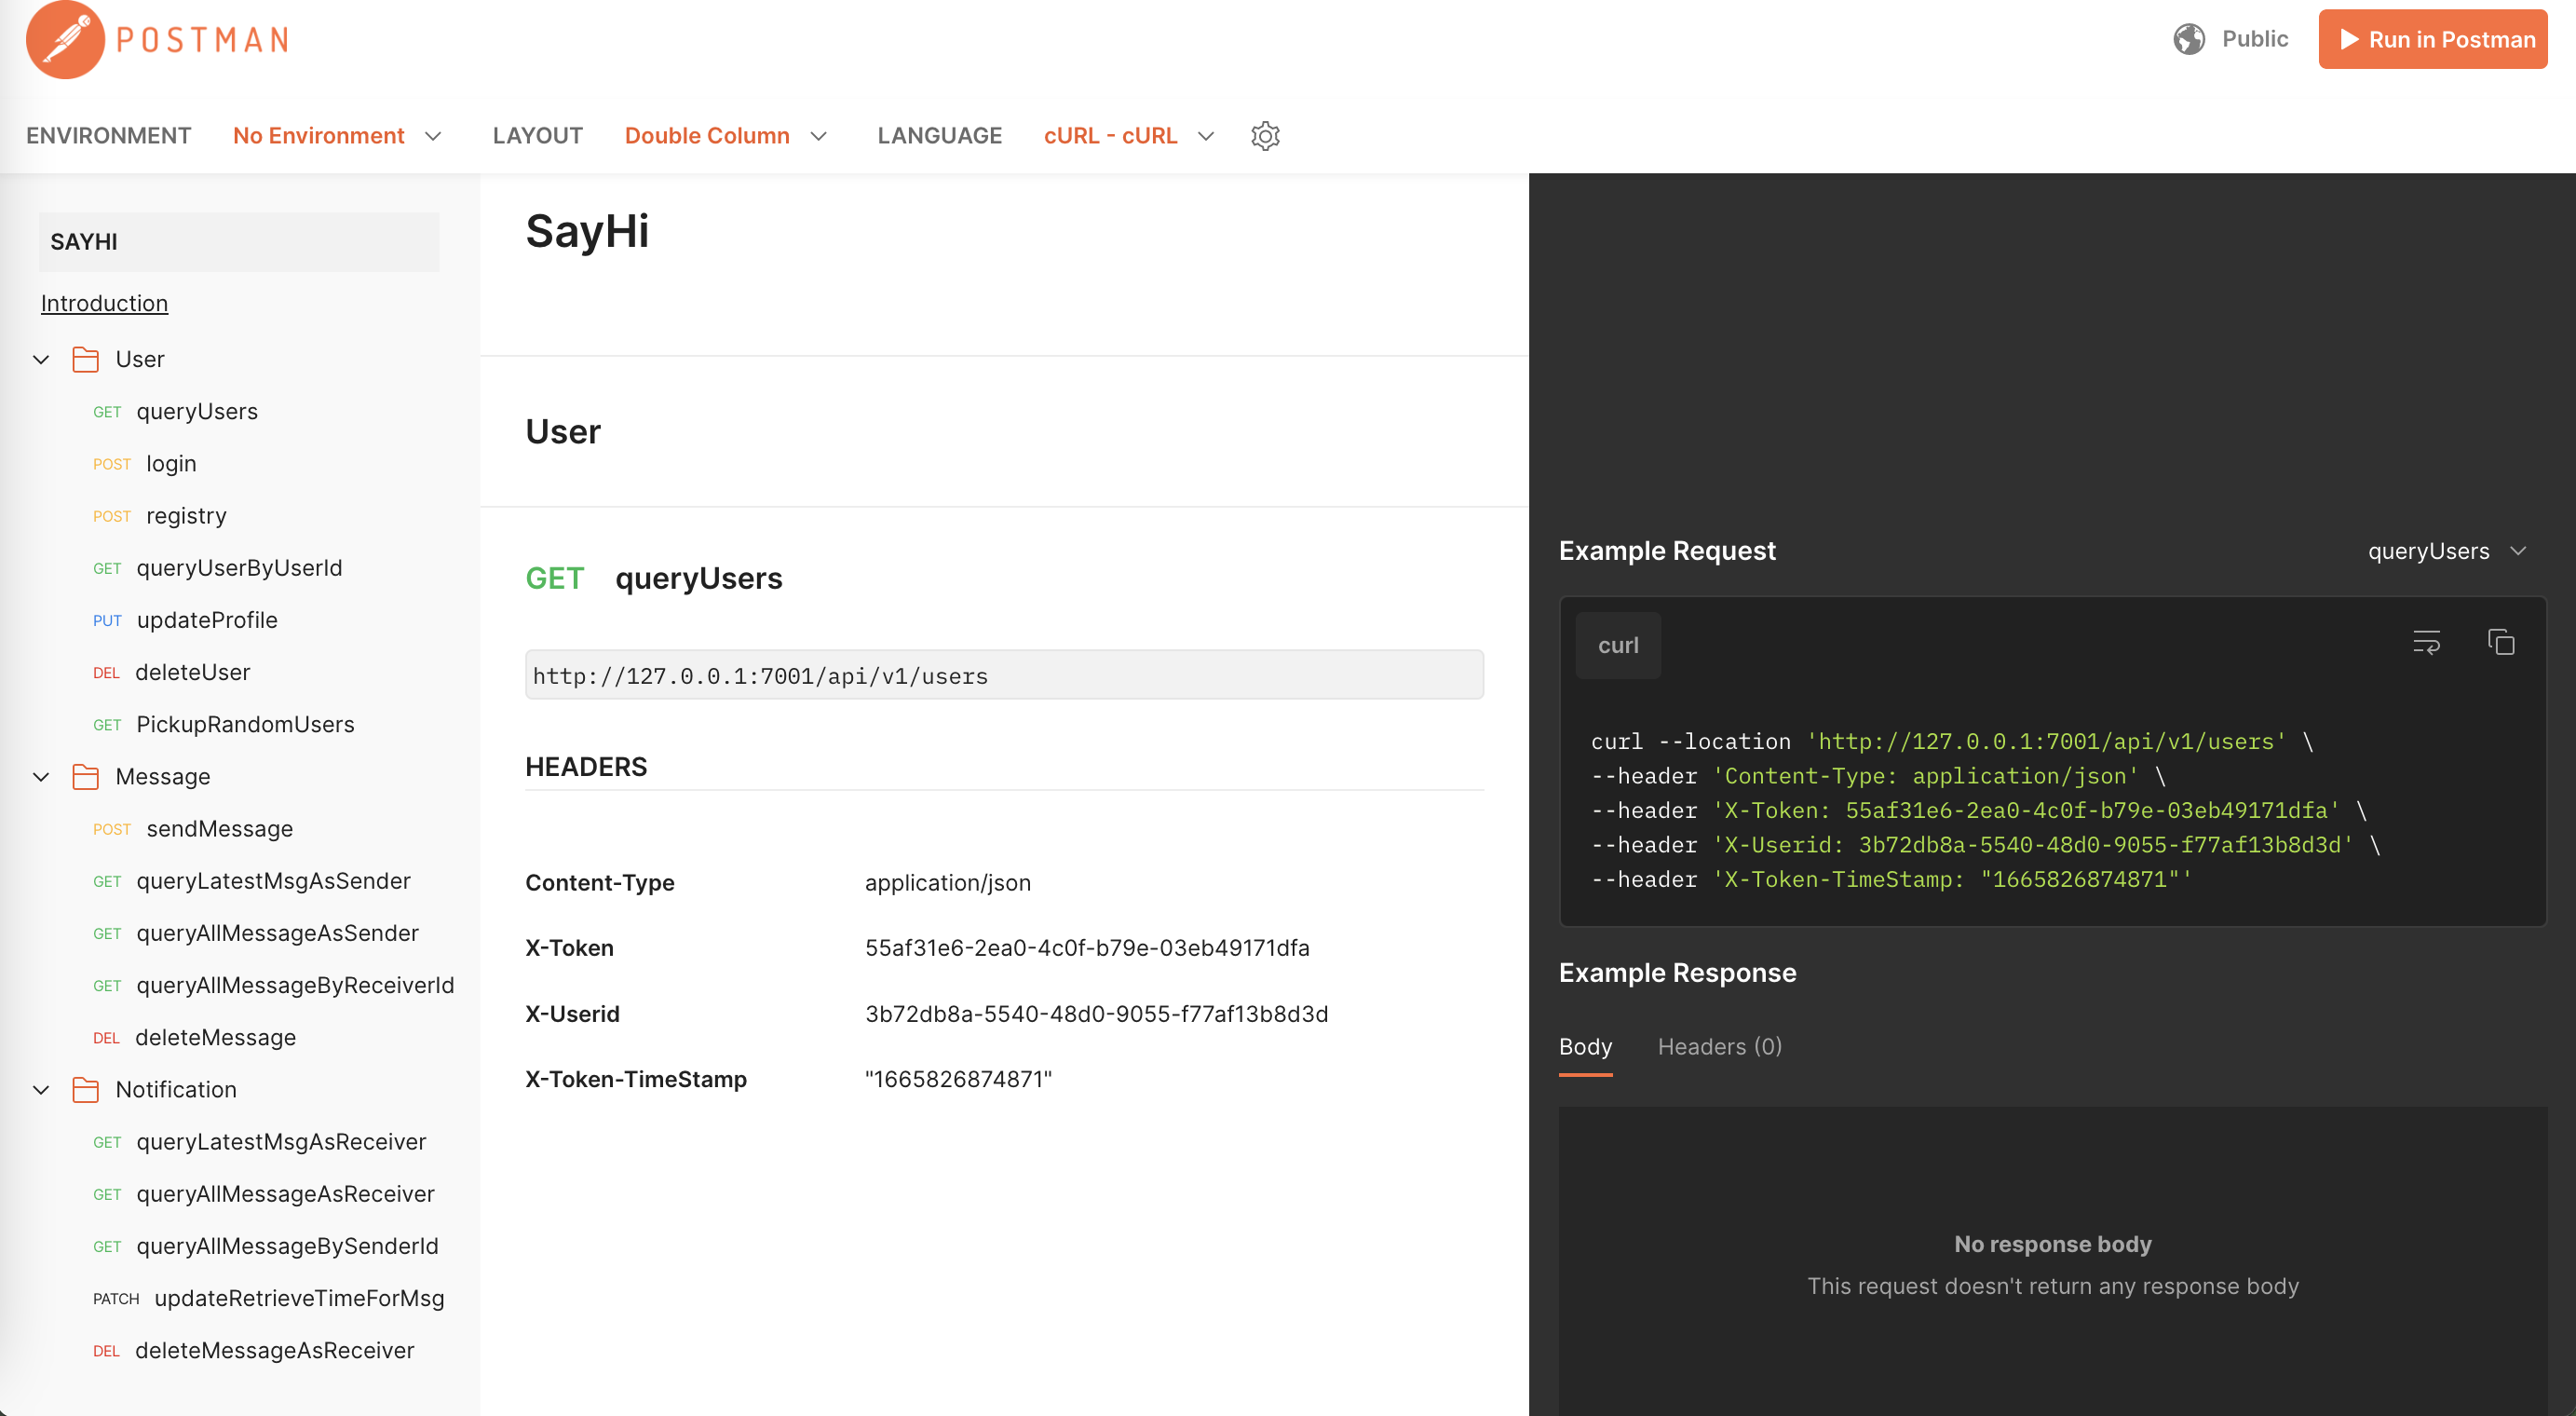 POSTMAN
Public
Run in Postman
ENVIRONMENT No Environment LAYOUT Double Column LANGUAGE cURL - cURL
SAYHI
Introduction
User
GET queryUsers
POST login
POST registry
GET queryUserByUserId
PUT updateProfile
DEL deleteUser
GET PickupRandomUsers
Message
POST sendMessage
GET queryLatestMsgAsSender
GET queryAllMessageAsSender
GET queryAllMessageByReceiverId
DEL deleteMessage
Notification
GET queryLatestMsgAsReceiver
GET queryAllMessageAsReceiver
GET queryAllMessageBySenderId
PATCH updateRetrieveTimeForMsg
DEL deleteMessageAsReceiver
SayHi
User
GET queryUsers
http://127.0.0.1:7001/api/v1/users
HEADERS
Content-Type application/json
X-Token 55af31e6-2ea0-4c0f-b79e-03eb49171dfa
X-Userid 3b72db8a-5540-48d0-9055-f77af13b8d3d
X-Token-TimeStamp "1665826874871"
Example Request queryUsers
curl
curl --location 'http://127.0.0.1:7001/api/v1/users' \
--header 'Content-Type: application/json' \
--header 'X-Token: 55af31e6-2ea0-4c0f-b79e-03eb49171dfa' \
--header 'X-Userid: 3b72db8a-5540-48d0-9055-f77af13b8d3d' \
--header 'X-Token-TimeStamp: "1665826874871"'
Example Response
Body Headers (0)
No response body
This request doesn't return any response body